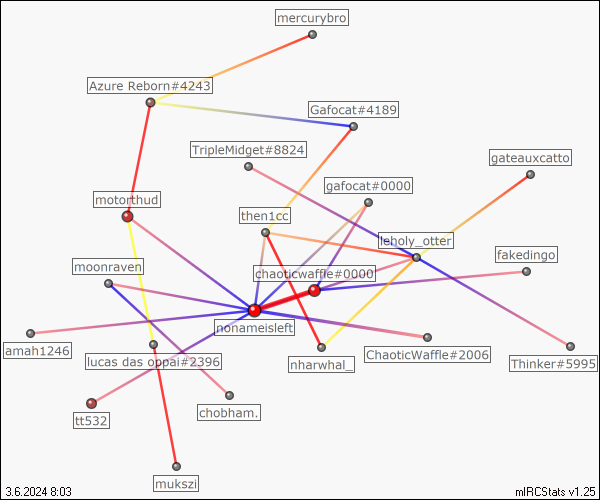 mercurybro
Azure Reborn#4243
Gafocat#4189
TripleMidget#8824
gateauxcatto
gafocat#0000
motorthud
then1cc
leholy_otter
fakedingo
moonraven
chaoticwaffle#0000
nonameisleft
amah1246
lucas das oppai#2396
nharwhal_
ChaoticWaffle#2006
Thinker#5995
tt532
chobham.
mukszi
3.6.2024 8:03
mIRCStats v1.25